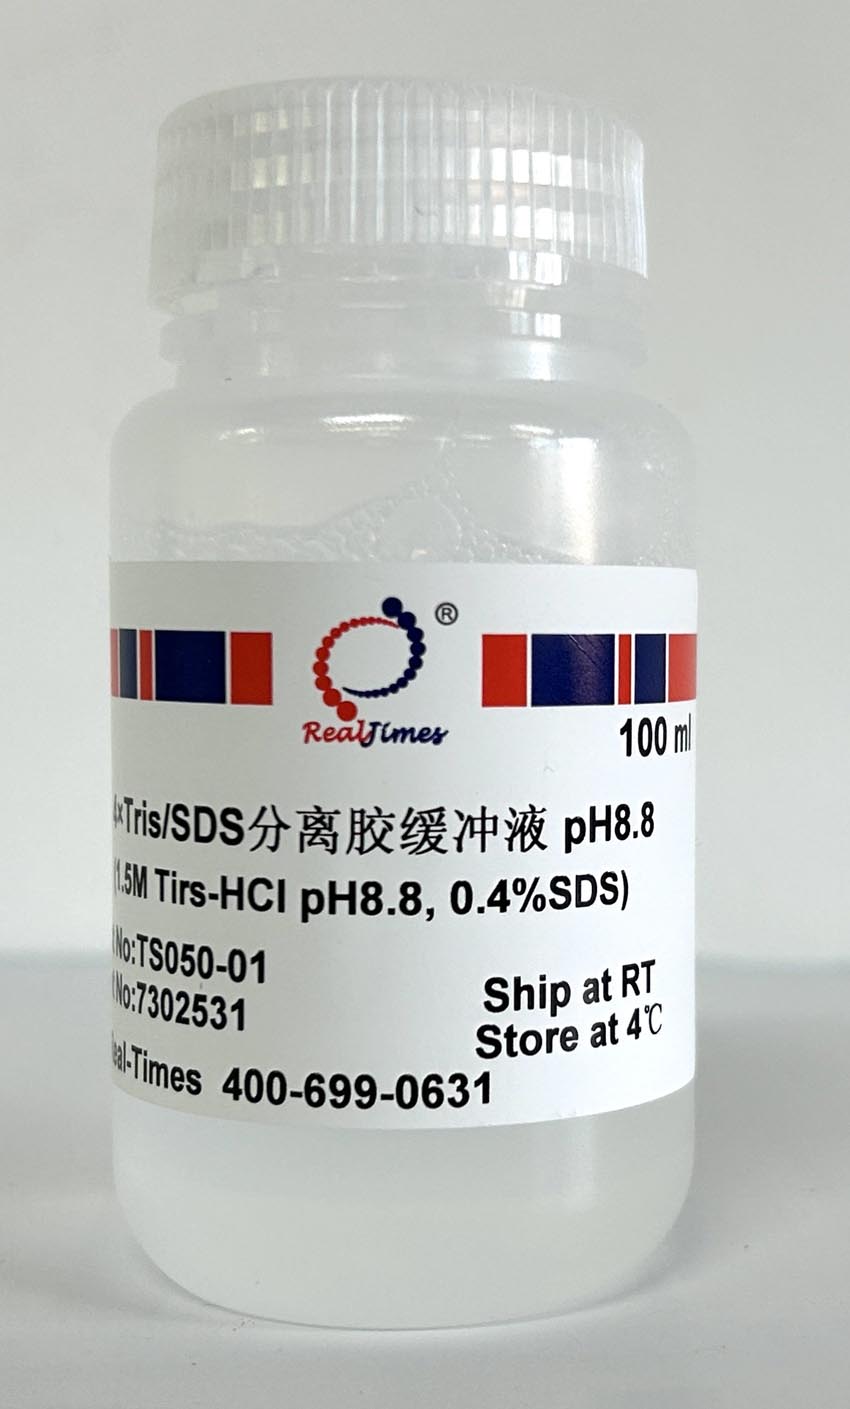 ®
RealTimes
100 ml
4×Tris/SDS分离胶缓冲液 pH8.8
(1.5M Tirs-HCl pH8.8, 0.4%SDS)
No:TS050-01
No:7302531
Ship at RT
Store at 4℃
eal-Times 400-699-0631